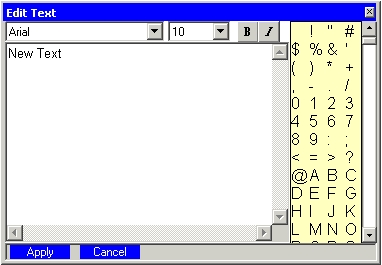 Edit Text
Arial 10 B I
New Text
! " #
$ % & '
( ) * +
, - . /
0 1 2 3
4 5 6 7
8 9 : ;
< = > ?
@ A B C
D E F G
H I J K
L M N O
Apply Cancel